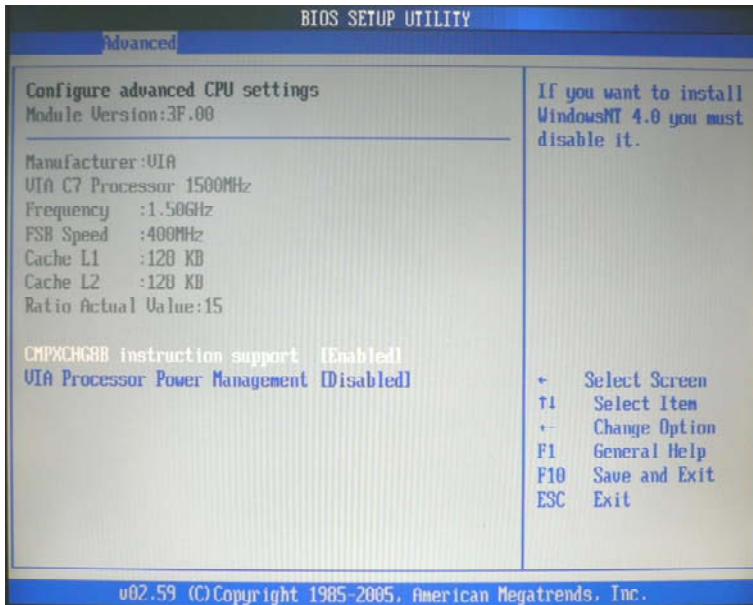 BIOS SETUP UTILITY
Advanced
Configure advanced CPU settings
Module Version:3F.00
Manufacturer:VIA
VIA C7 Processor 1500MHz
Frequency :1.50GHz
FSB Speed :400MHz
Cache L1 :128 KB
Cache L2 :128 KB
Ratio Actual Value:15
CMPXCHG8B instruction support [Enabled]
VIA Processor Power Management [Disabled]
If you want to install
WindowsNT 4.0 you must
disable it.
← Select Screen
↑↓ Select Item
←─ Change Option
F1 General Help
F10 Save and Exit
ESC Exit
v02.59 (C)Copyright 1985-2005, American Megatrends, Inc.